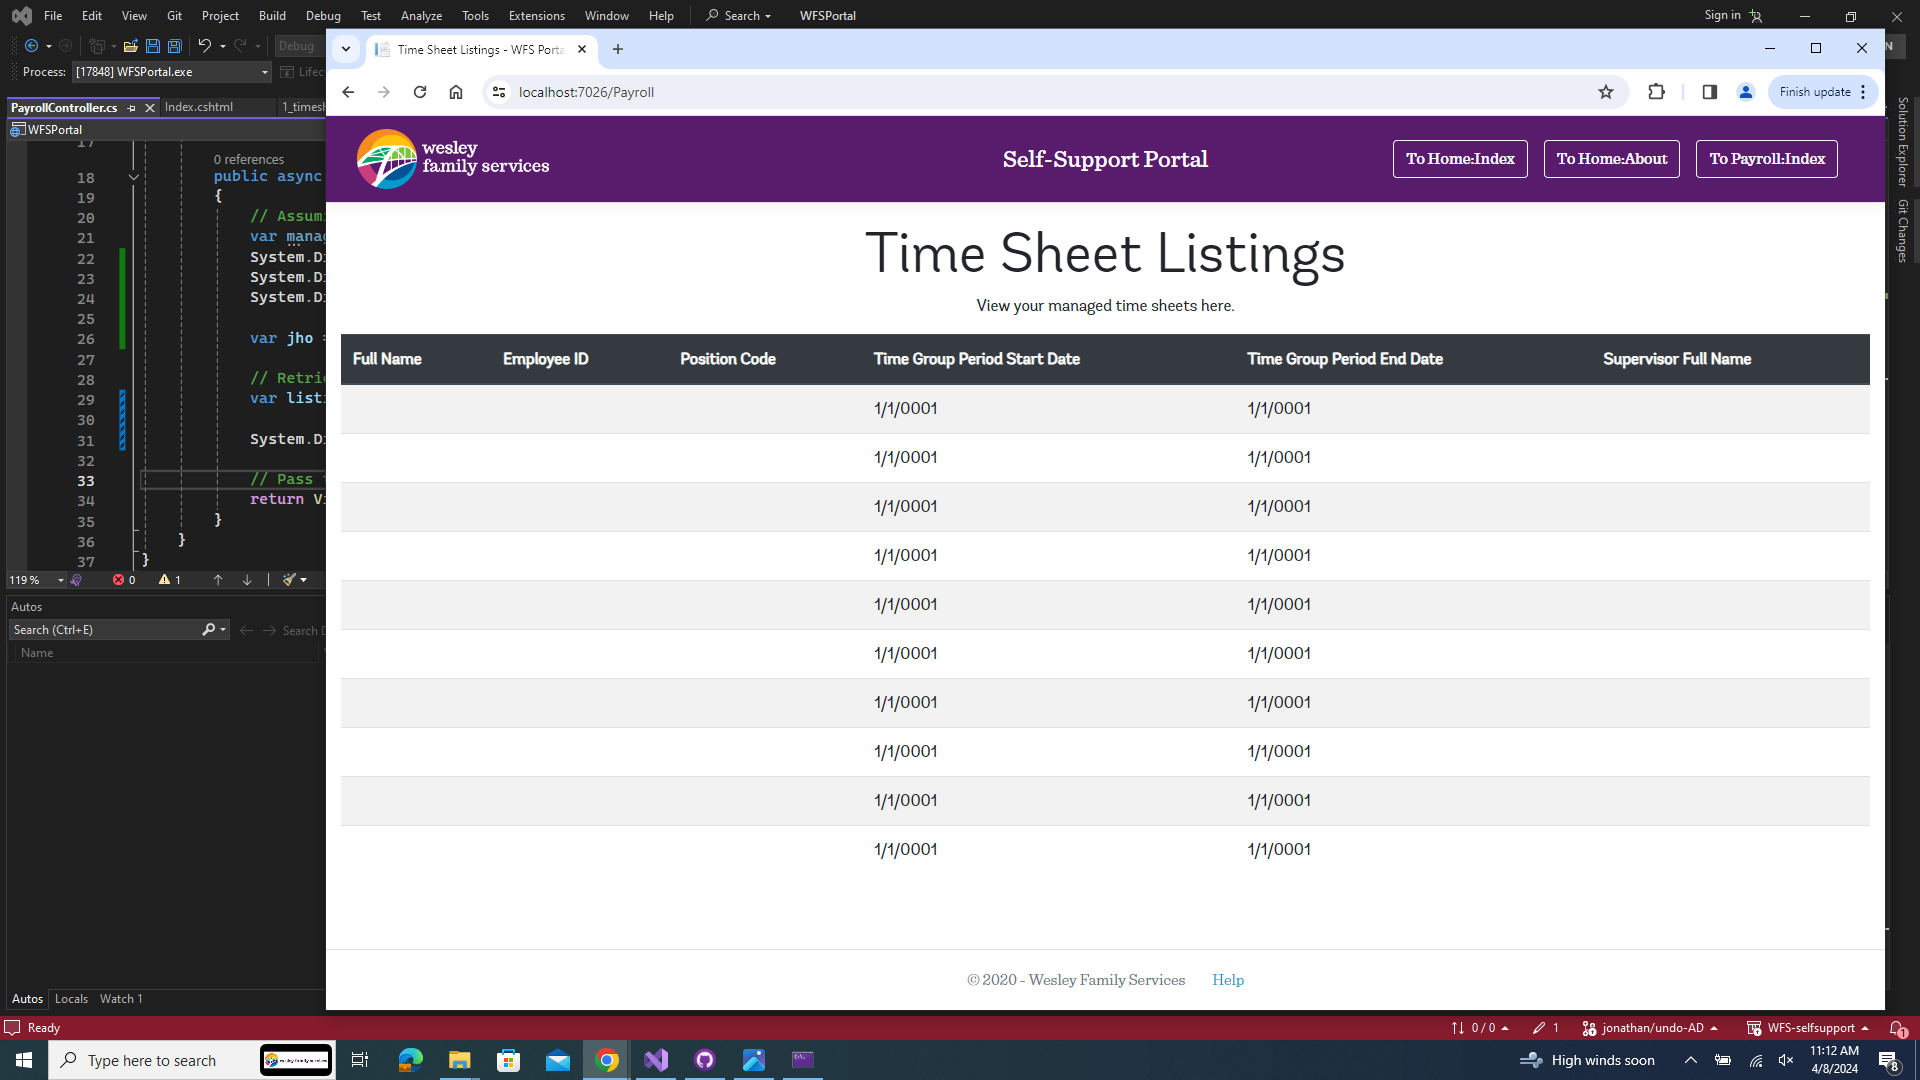 File Edit View Git Project Build Debug Test Analyze Tools Extensions Window Help Search WFSPortal Sign in
Debug
Process: [17848] WFSPortal.exe
PayrollController.cs Index.cshtml
WFSPortal
Time Sheet Listings - WFS Porta
localhost:7026/Payroll
Finish update
wesley
family services
Self-Support Portal
To Home:Index
To Home:About
To Payroll:Index
Time Sheet Listings
View your managed time sheets here.
Full Name Employee ID Position Code Time Group Period Start Date Time Group Period End Date Supervisor Full Name
1/1/0001 1/1/0001
1/1/0001 1/1/0001
1/1/0001 1/1/0001
1/1/0001 1/1/0001
1/1/0001 1/1/0001
1/1/0001 1/1/0001
1/1/0001 1/1/0001
1/1/0001 1/1/0001
1/1/0001 1/1/0001
1/1/0001 1/1/0001
© 2020 - Wesley Family Services Help
Solution Explorer
Git Changes
17
0 references
18 public async
19 {
20 // Assum
21 var manag
22 System.Di
23 System.Di
24 System.Di
25
26 var jho =
27
28 // Retrie
29 var listi
30
31 System.Di
32
33 // Pass
34 return Vi
35 }
36 }
37 }
119 % 0 1
Autos
Search (Ctrl+E)
Name
Autos Locals Watch 1
Ready 0 / 0 1 jonathan/undo-AD WFS-selfsupport 1
Type here to search
wesley family services
High winds soon
11:12 AM
4/8/2024
8